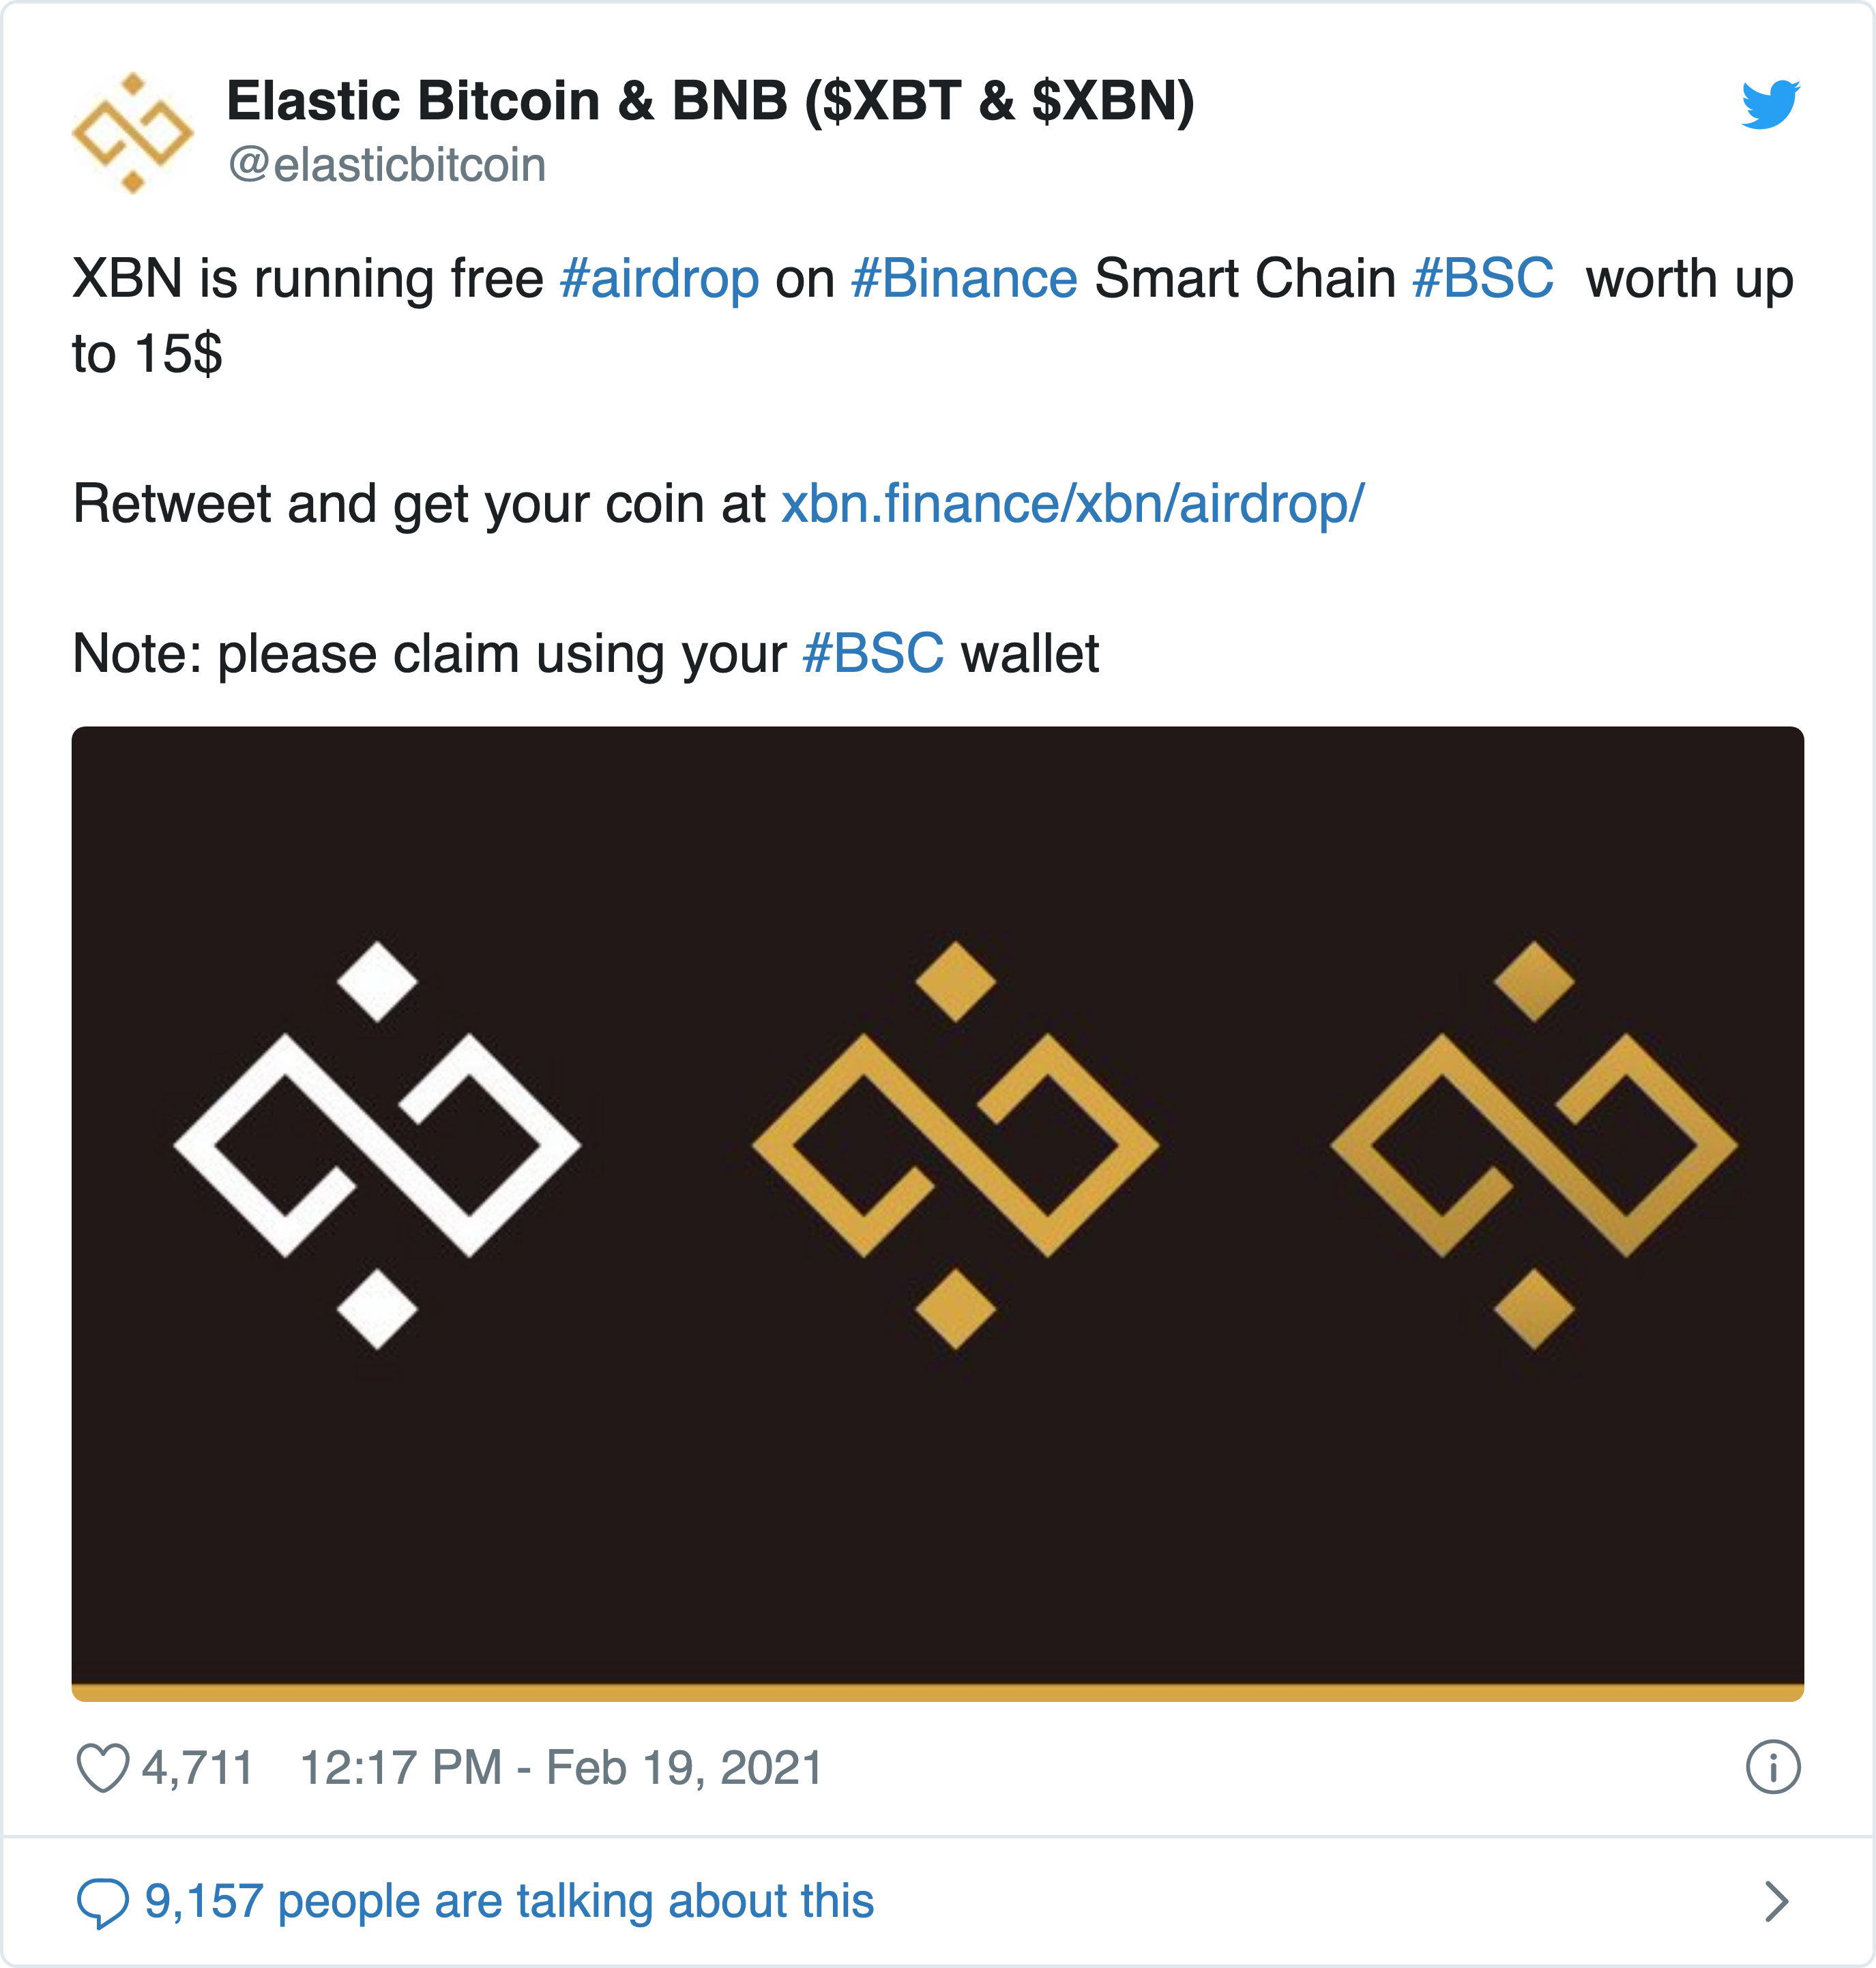 Elastic Bitcoin & BNB ($XBT & $XBN)
@elasticbitcoin
XBN is running free #airdrop on #Binance Smart Chain #BSC  worth up
to 15$
Retweet and get your coin at xbn.finance/xbn/airdrop/
Note: please claim using your #BSC wallet
4,711 12:17 PM - Feb 19, 2021
9,157 people are talking about this